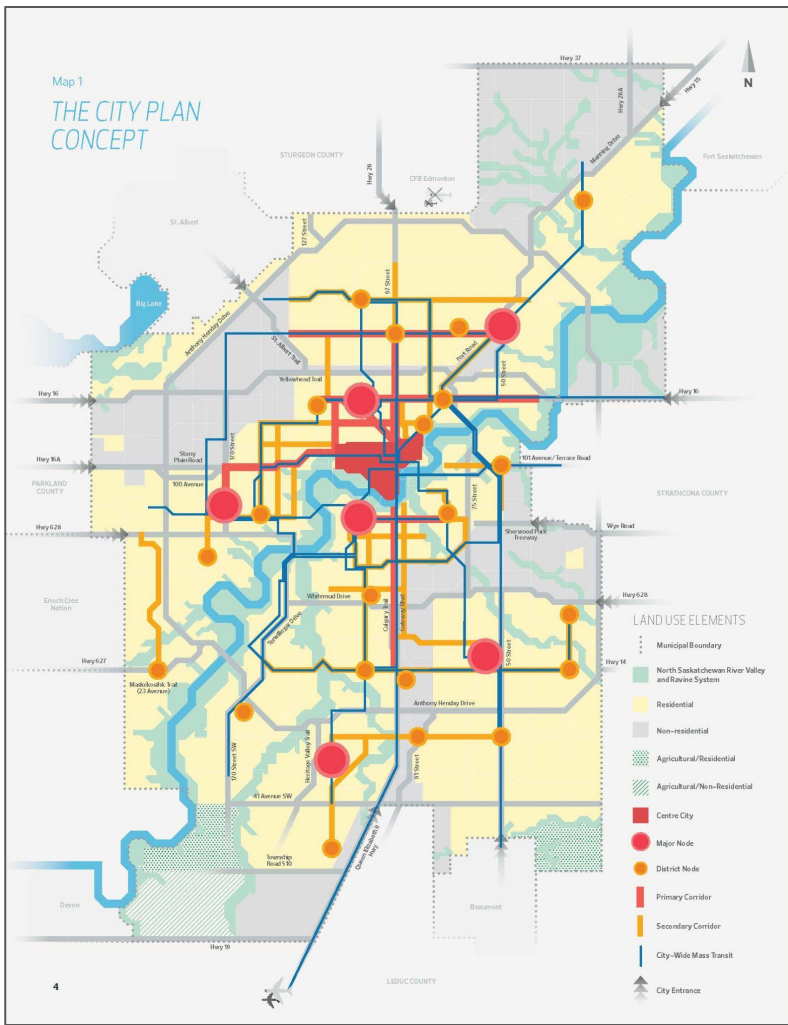 Map 1
THE CITY PLAN
CONCEPT
Hwy 37
N
Hwy 15
Hwy 28A
Manning Drive
Fort Saskatchewan
STURGEON COUNTY
Hwy 28
CFB Edmonton
St. Albert
127 Street
97 Street
Big Lake
Anthony Henday Drive
St. Albert Trail
Fort Road
50 Street
Yellowhead Trail
Hwy 16
Hwy 16
Hwy 16A
Stony
Plain Road
170 Street
100 Avenue
101 Avenue/Terrace Road
PARKLAND
COUNTY
75 Street
STRATHCONA COUNTY
Sherwood Park
Freeway
Wye Road
Hwy 628
Enoch Cree
Nation
Whitemud Drive
Terwillegar Drive
Calgary Trail
Gateway Blvd
Hwy 628
Hwy 627
50 Street
Hwy 14
Maskekosihk Trail
(23 Avenue)
Anthony Henday Drive
170 Street SW
Heritage Valley Trail
91 Street
41 Avenue SW
Queen Elizabeth II
Hwy
Township
Road 510
Devon
Beaumont
Hwy 19
LEDUC COUNTY
4
LAND USE ELEMENTS
Municipal Boundary
North Saskatchewan River Valley
and Ravine System
Residential
Non-residential
Agricultural/Residential
Agricultural/Non-Residential
Centre City
Major Node
District Node
Primary Corridor
Secondary Corridor
City-Wide Mass Transit
City Entrance